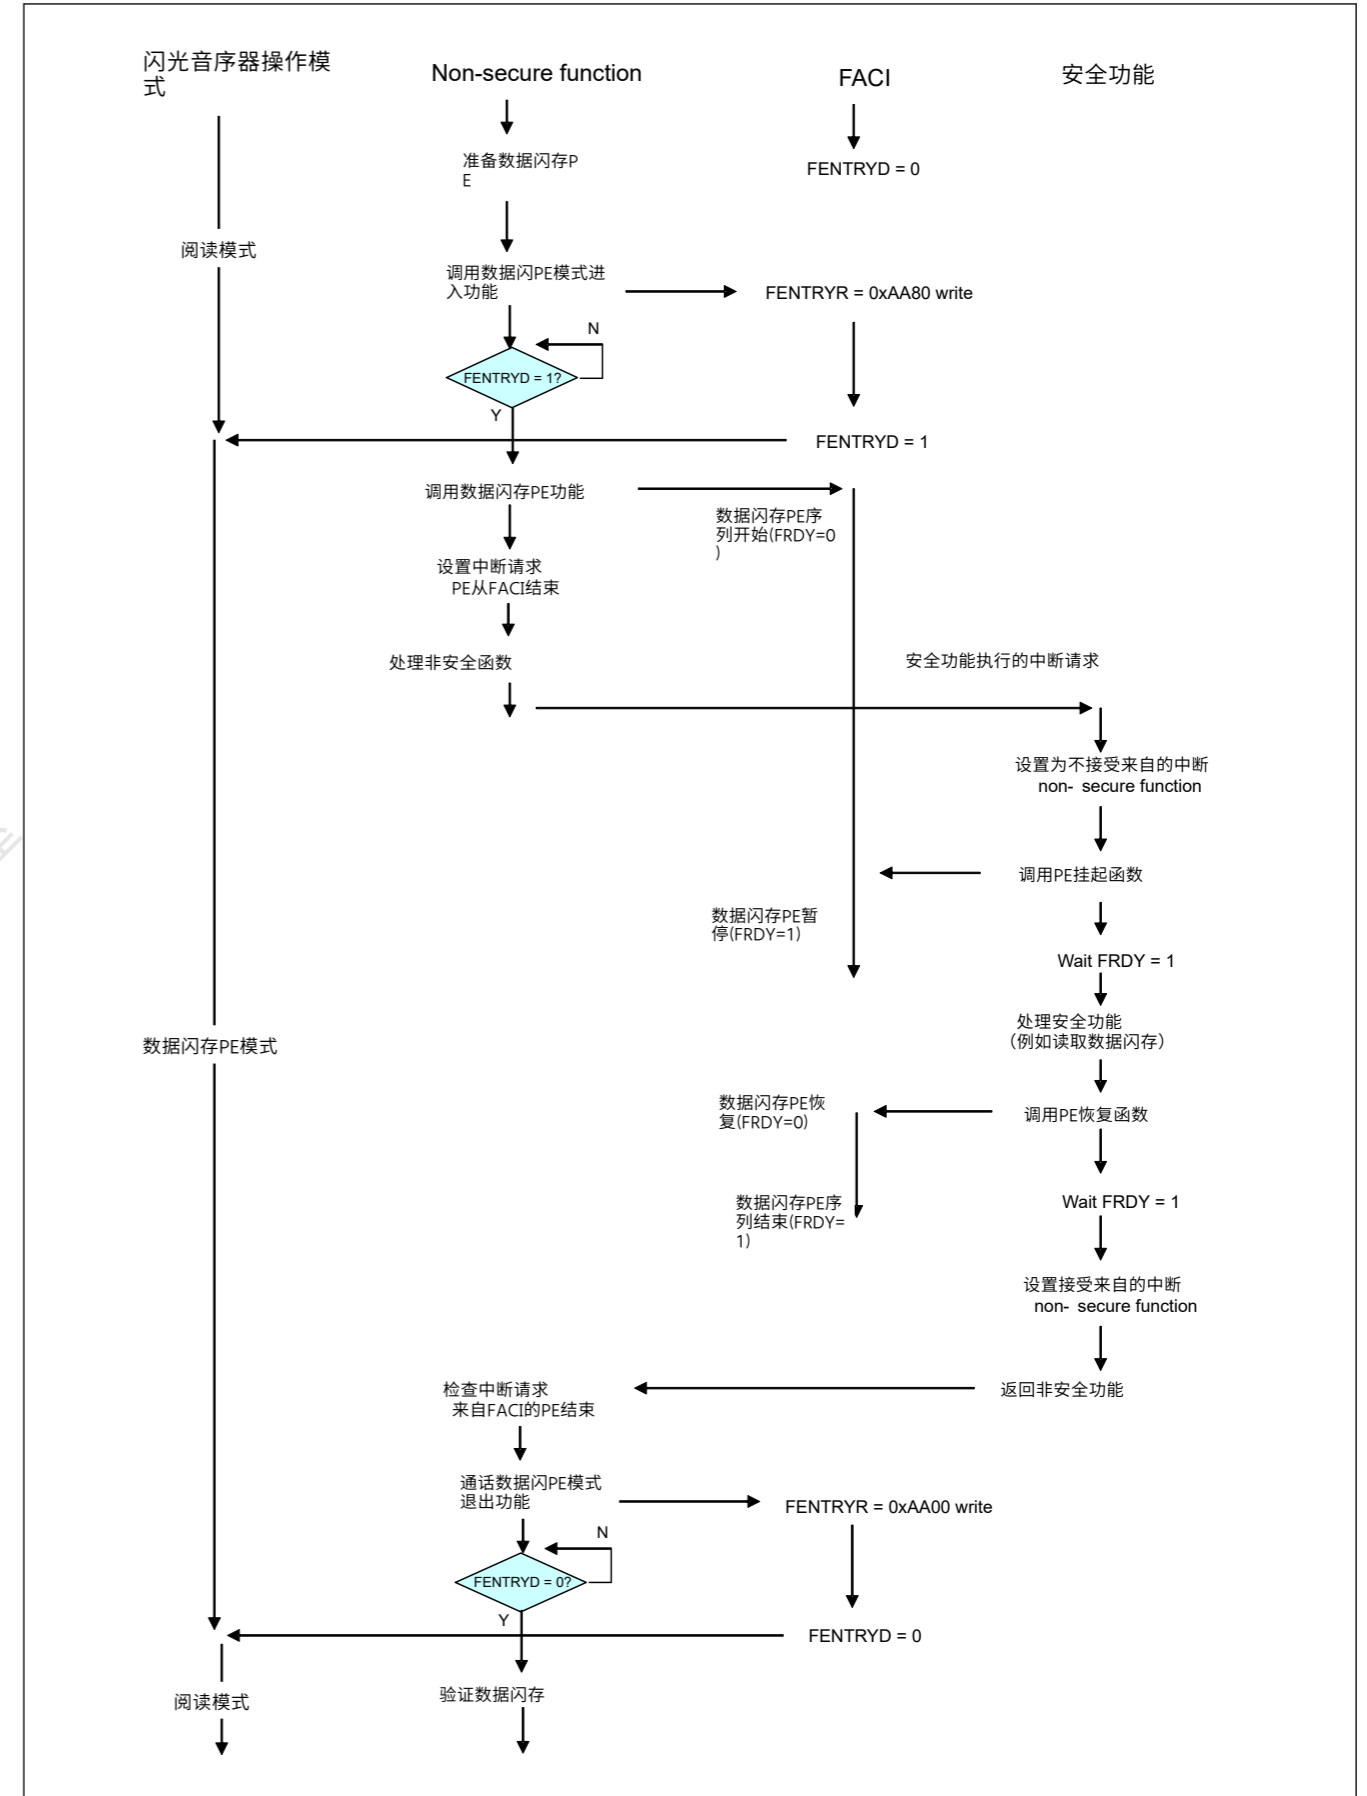 闪光音序器操作模
式
Non-secure function
FACI
安全功能
准备数据闪存P
E
FENTRYD = 0
阅读模式
调用数据闪PE模式进
入功能
FENTRYR = 0xAA80 write
N
FENTRYD = 1?
Y
FENTRYD = 1
调用数据闪存PE功能
数据闪存PE序
列开始(FRDY=0
)
设置中断请求
PE从FACI结束
处理非安全函数
安全功能执行的中断请求
设置为不接受来自的中断
non- secure function
调用PE挂起函数
数据闪存PE暂
停(FRDY=1)
Wait FRDY = 1
处理安全功能
（例如读取数据闪存）
数据闪存PE模式
数据闪存PE恢
复(FRDY=0)
调用PE恢复函数
数据闪存PE序
列结束(FRDY=
1)
Wait FRDY = 1
设置接受来自的中断
non- secure function
检查中断请求
来自FACI的PE结束
返回非安全功能
通话数据闪PE模式
退出功能
FENTRYR = 0xAA00 write
N
FENTRYD = 0?
Y
FENTRYD = 0
阅读模式
验证数据闪存